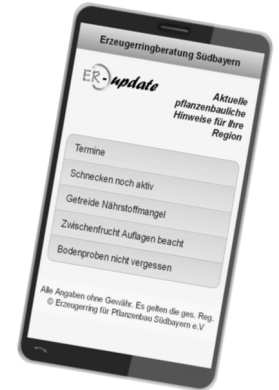 Erzeugerringberatung Südbayern
ER-update
Aktuelle
pflanzenbauliche
Hinweise für Ihre
Region
Termine
Schnecken noch aktiv
Getreide Nährstoffmangel
Zwischenfrucht Auflagen beacht
Bodenproben nicht vergessen
Alle Angaben ohne Gewähr. Es gelten die ges. Reg.
© Erzeugerring für Pflanzenbau Südbayern e.V